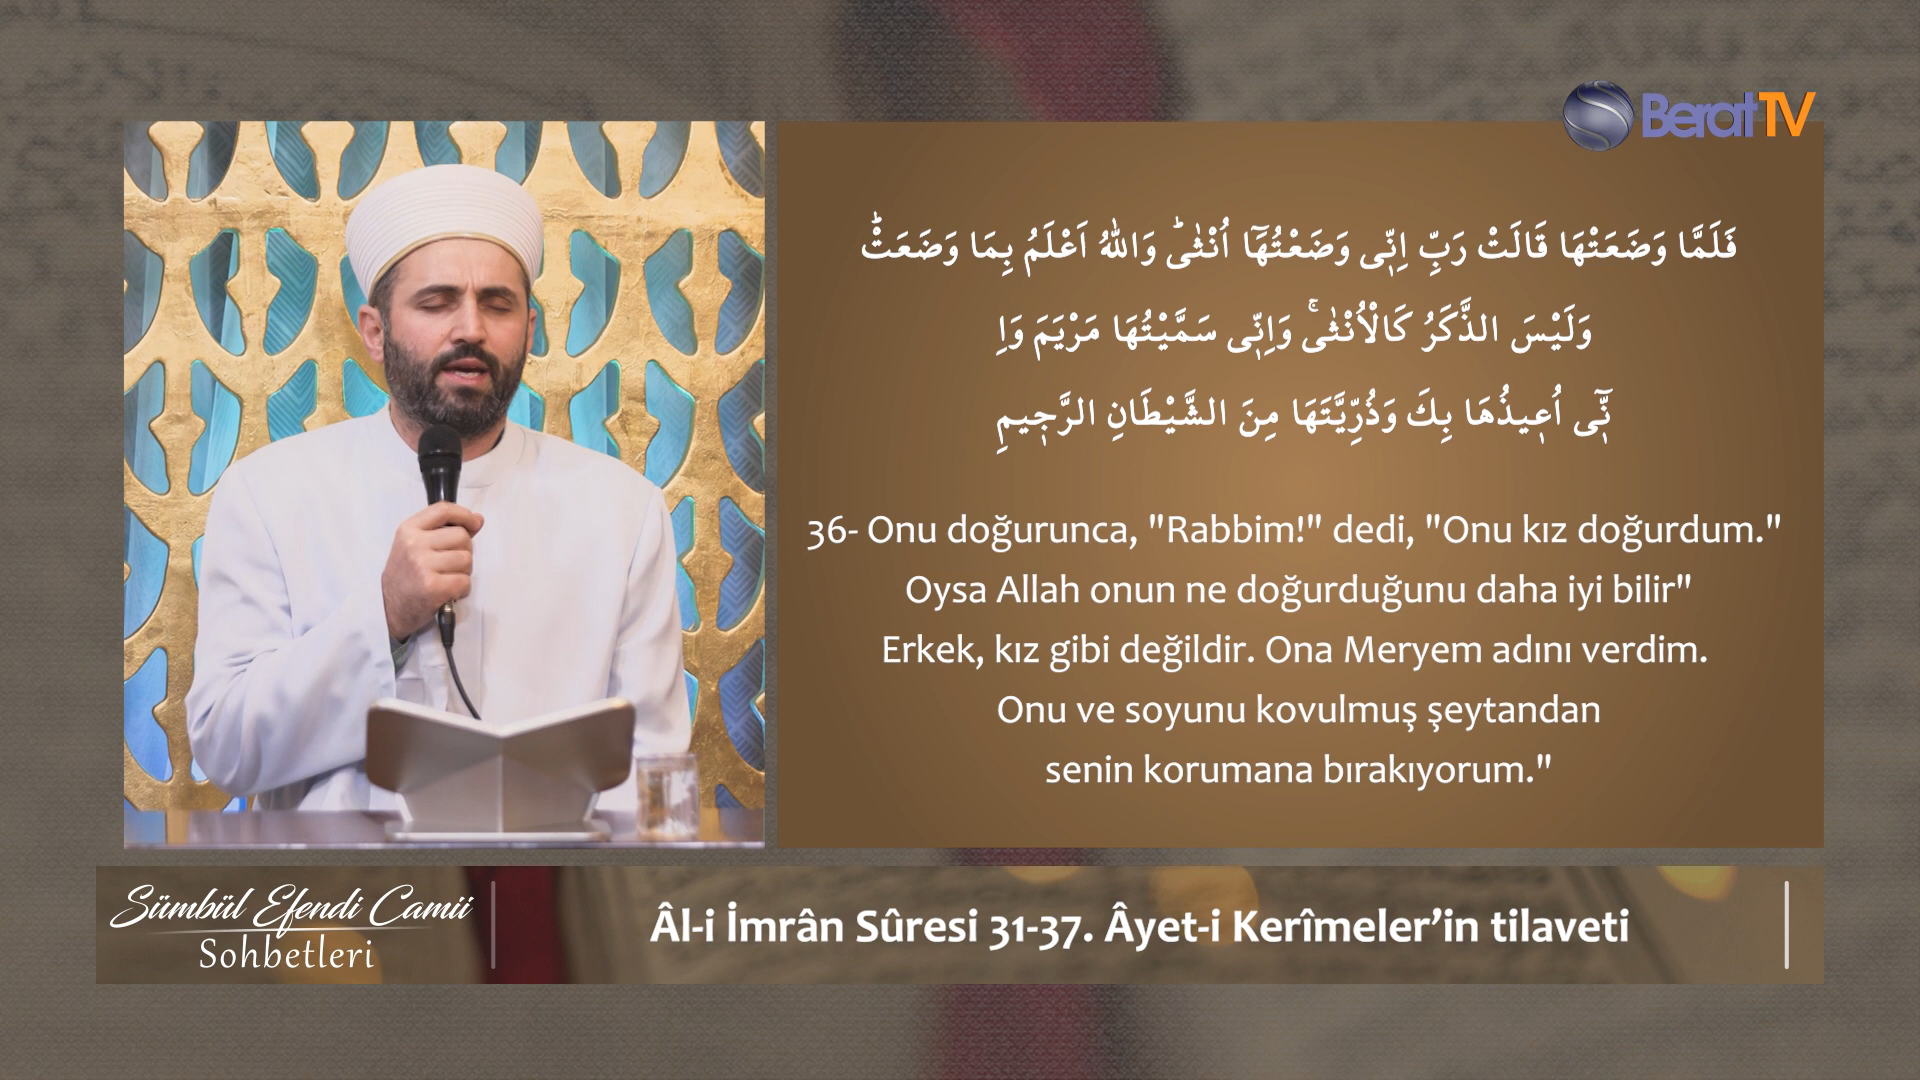 Berat TV
فَلَمَّا وَضَعَتْهَا قَالَتْ رَبِّ اِنّٖى وَضَعْتُهَٓا اُنْثٰىؕ وَاللّٰهُ اَعْلَمُ بِمَا وَضَعَتْؕ
وَلَيْسَ الذَّكَرُ كَالْاُنْثٰىۚ وَاِنّٖى سَمَّيْتُهَا مَرْيَمَ وَاِ
نّٖٓى اُعٖيذُهَا بِكَ وَذُرِّيَّتَهَا مِنَ الشَّيْطَانِ الرَّجٖيمِ
36- Onu doğurunca, "Rabbim!" dedi, "Onu kız doğurdum."
Oysa Allah onun ne doğurduğunu daha iyi bilir"
Erkek, kız gibi değildir. Ona Meryem adını verdim.
Onu ve soyunu kovulmuş şeytandan
senin korumana bırakıyorum."
Sümbül Efendi Camii
Sohbetleri
Âl-i İmrân Sûresi 31-37. Âyet-i Kerîmeler’in tilaveti